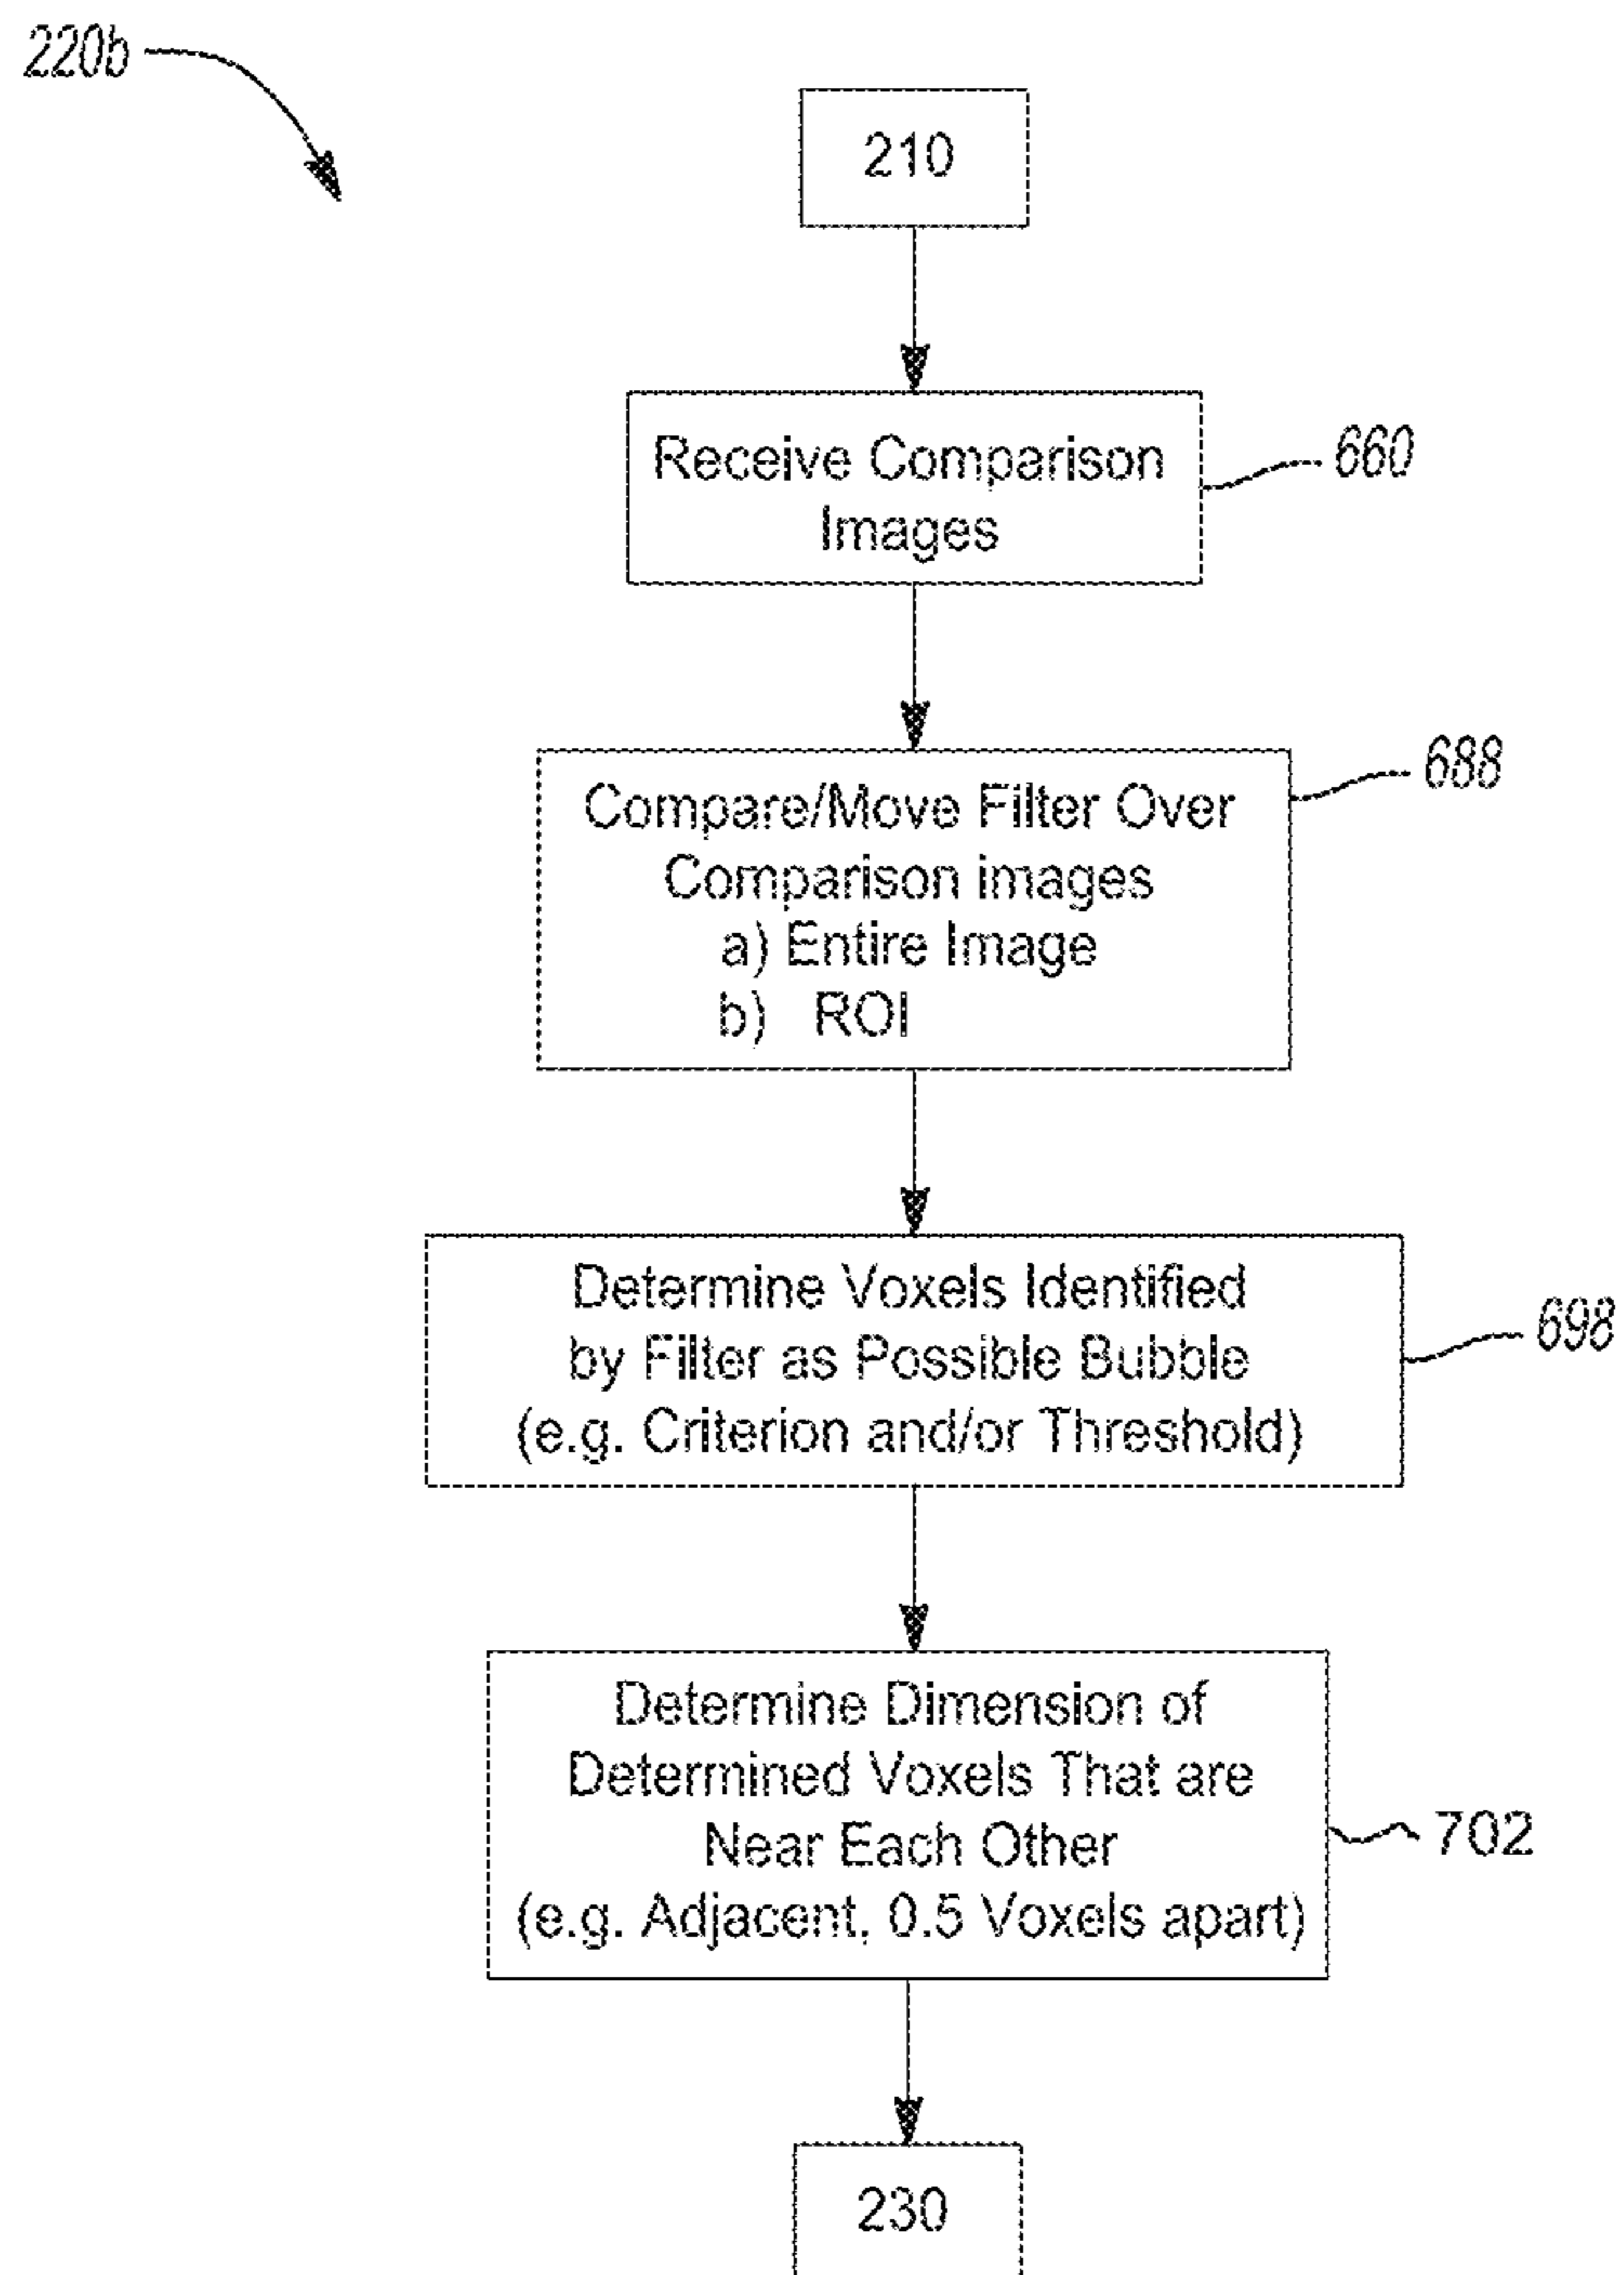 220b
210
Receive Comparison
Images
660
Compare/Move Filter Over
Comparison images
a) Entire Image
b) ROI
688
Determine Voxels Identified
by Filter as Possible Bubble
(e.g. Criterion and/or Threshold)
698
Determine Dimension of
Determined Voxels That are
Near Each Other
(e.g. Adjacent, 0.5 Voxels apart)
702
230